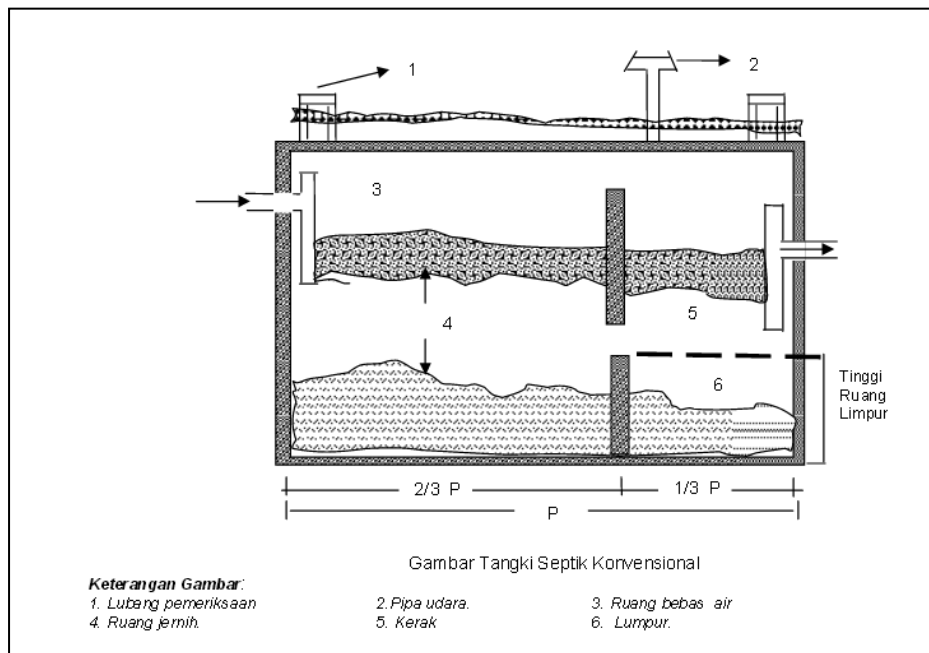 1
2
3
4
5
6
Tinggi
Ruang
Limpur
2/3 P
1/3 P
P
Gambar Tangki Septik Konvensional
Keterangan Gambar:
1. Lubang pemeriksaan 2.Pipa udara. 3. Ruang bebas air
4. Ruang jernih. 5. Kerak 6. Lumpur.